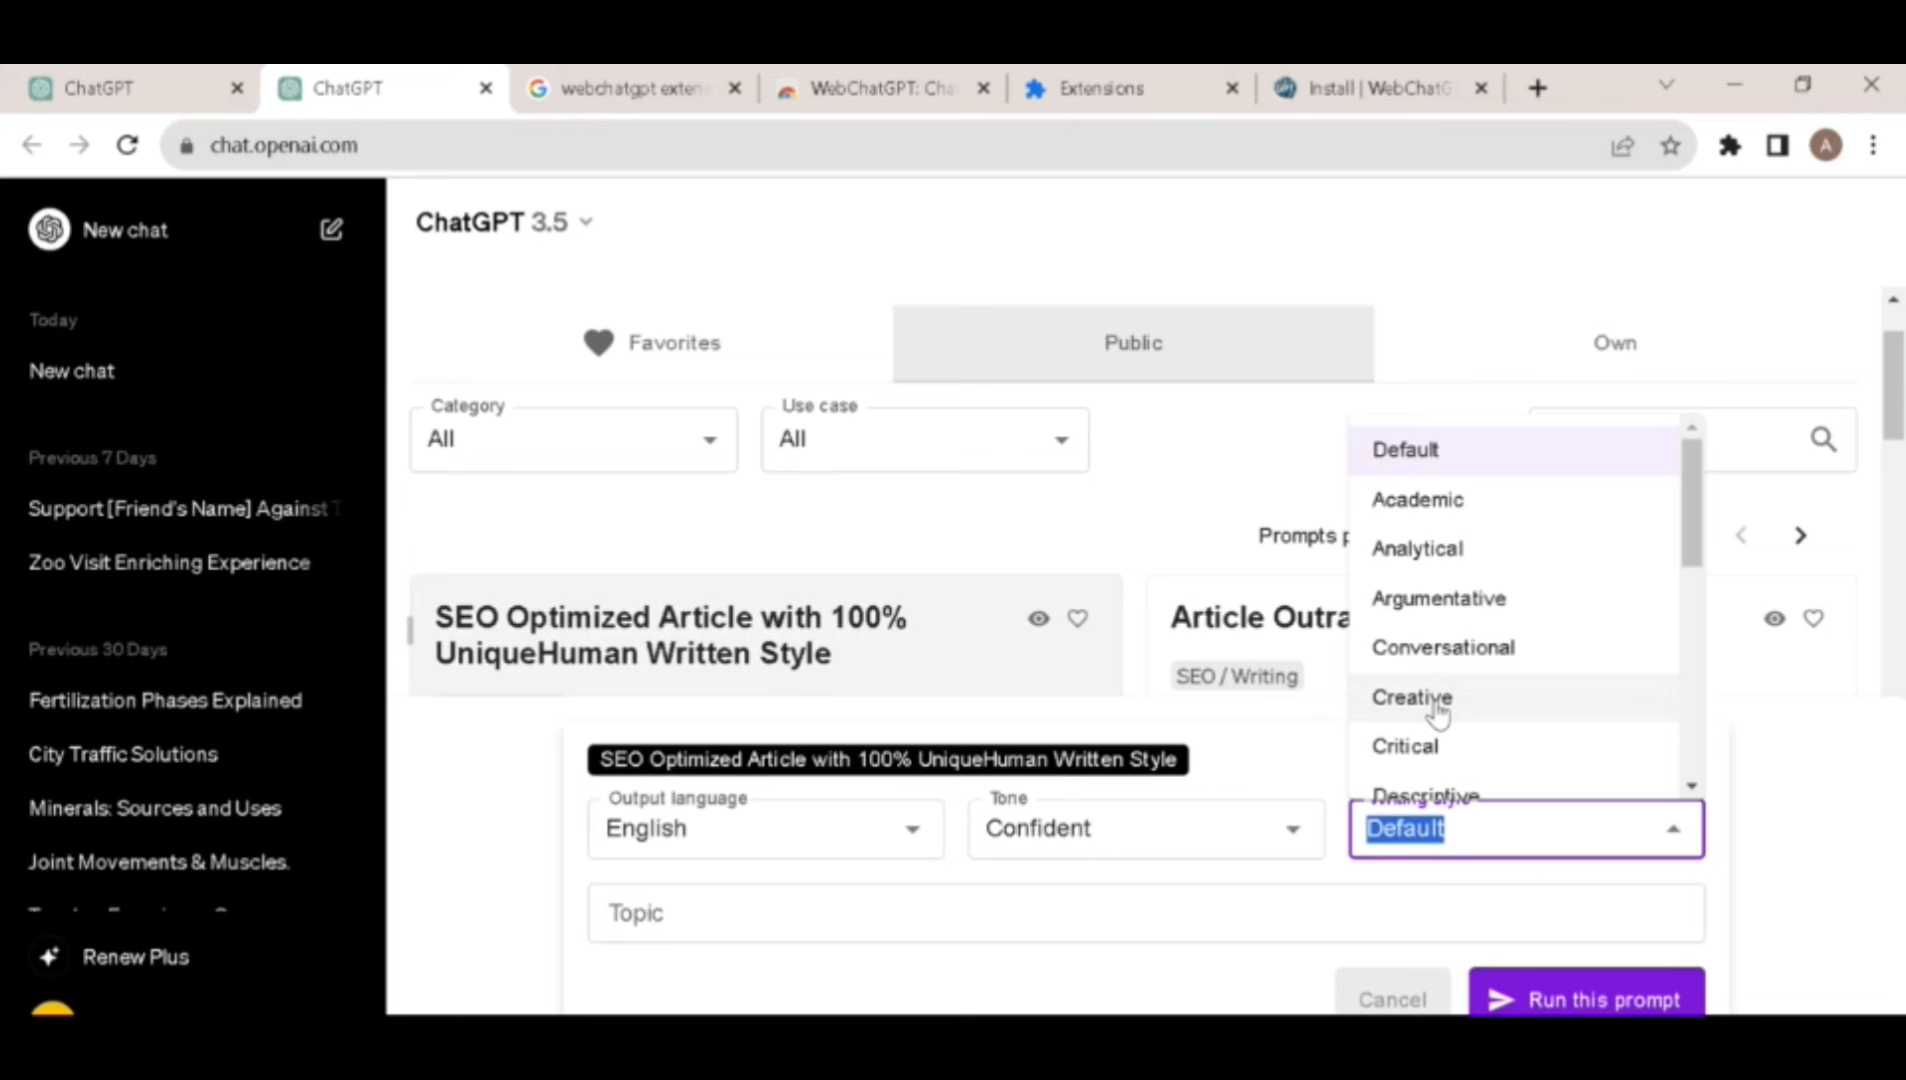 ChatGPT
ChatGPT
webchatgpt exten
WebChatGPT: Cha
Extensions
Install | WebChatG
chat.openai.com
A
New chat
Today
New chat
Previous 7 Days
Support [Friend's Name] Against T
Zoo Visit Enriching Experience
Previous 30 Days
Fertilization Phases Explained
City Traffic Solutions
Minerals: Sources and Uses
Joint Movements & Muscles.
Renew Plus
ChatGPT 3.5
Favorites
Public
Own
Category
All
Use case
All
Prompts p
SEO Optimized Article with 100%
UniqueHuman Written Style
Article Outra
SEO / Writing
Default
Academic
Analytical
Argumentative
Conversational
Creative
Critical
Descriptive
SEO Optimized Article with 100% UniqueHuman Written Style
Output language
English
Tone
Confident
Default
Topic
Cancel
Run this prompt